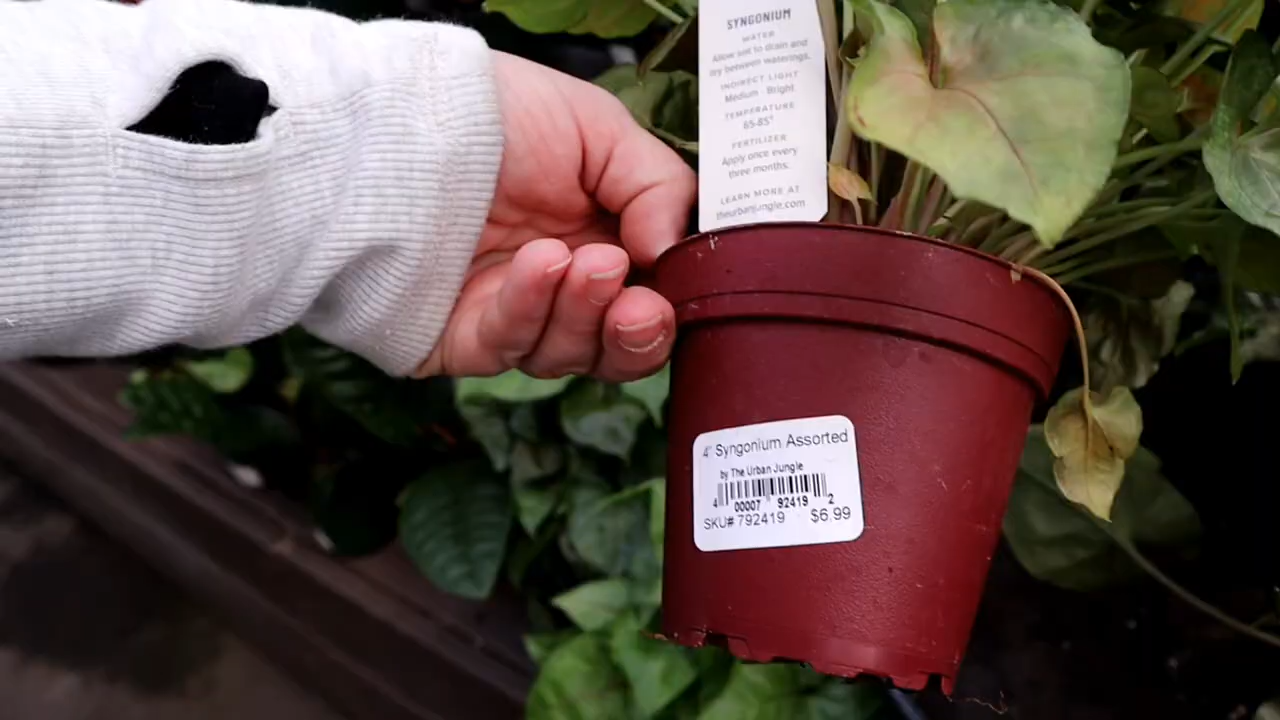 SYNGONIUM
WATER
Allow soil to drain and
dry between waterings.
INDIRECT LIGHT
Medium - Bright
TEMPERATURE
65-85°
FERTILIZER
Apply once every
three months.
LEARN MORE AT
theurbanjungle.com
4" Syngonium Assorted
by The Urban Jungle
4 00007 92419 2
SKU# 792419 $6.99